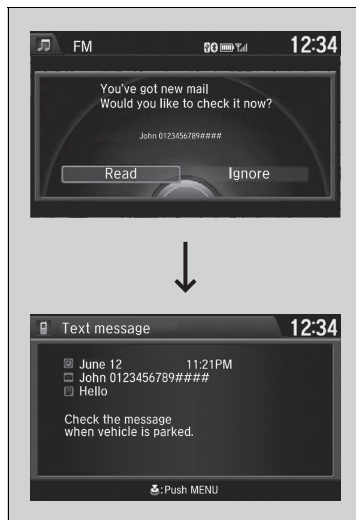 FM
12:34
You've got new mail
Would you like to check it now?
John 0123456789####
Read
Ignore
Text message
12:34
June 12 11:21PM
John 0123456789####
Hello
Check the message
when vehicle is parked.
:Push MENU